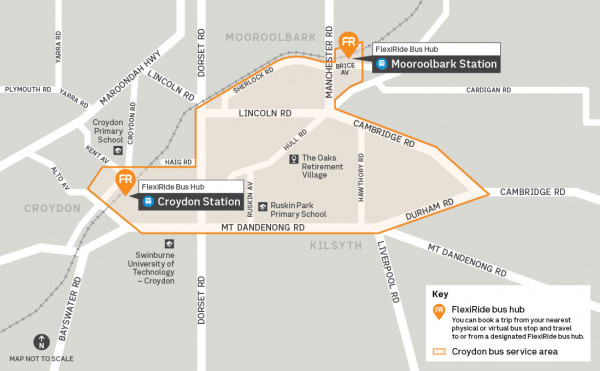 YARRA RD
DORSET RD
MOOROOLBARK
MANCHESTER RD
FR
FlexiRide Bus Hub
Mooroolbark Station
BRICE
AV
MAROONDAH HWY
SHERLOCK RD
PLYMOUTH RD
YARRA RD
LINCOLN RD
CARDIGAN RD
CROYDON RD
LINCOLN RD
Croydon
Primary
School
CAMBRIDGE RD
HULL RD
KENT AV
HAIG RD
The Oaks
Retirement
Village
ALTO AV
FR
FlexiRide Bus Hub
Croydon Station
HAWTHORY RD
CAMBRIDGE RD
CROYDON
RUSKIN AV
Ruskin Park
Primary School
DURHAM RD
MT DANDENONG RD
KILSYTH
Swinburne
University of
Technology
– Croydon
MT DANDENONG RD
LIVERPOOL RD
DORSET RD
BAYSWATER RD
N
MAP NOT TO SCALE
Key
FR
FlexiRide bus hub
You can book a trip from your nearest
physical or virtual bus stop and travel
to or from a designated FlexiRide bus hub.
Croydon bus service area